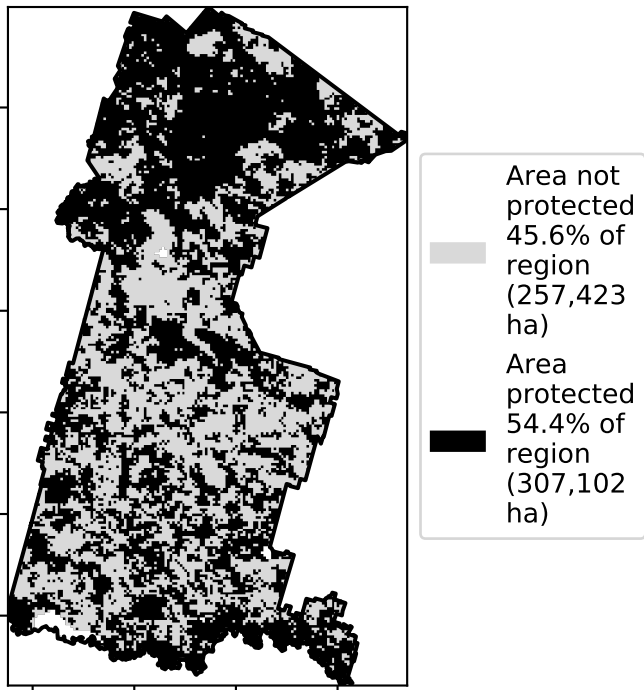 Area not
protected
45.6% of
region
(257,423
ha)
Area
protected
54.4% of
region
(307,102
ha)